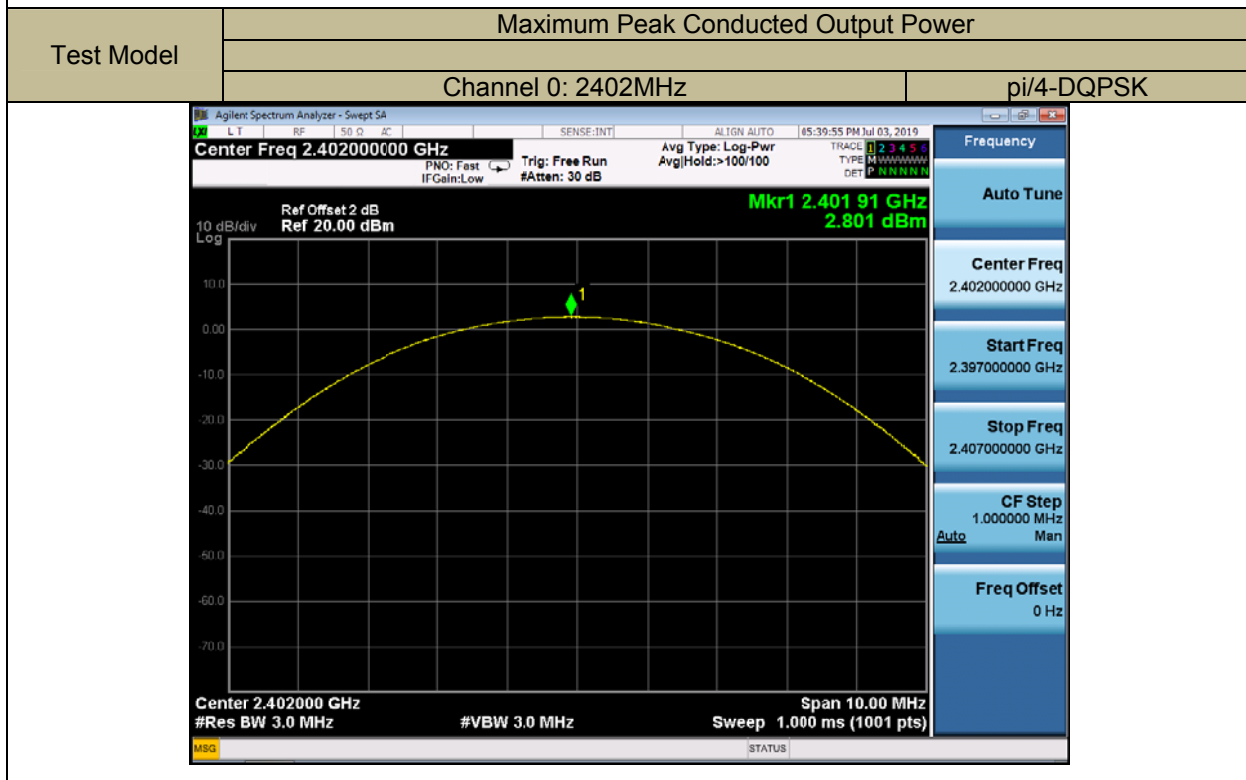 Test Model
Maximum Peak Conducted Output Power
Channel 0: 2402MHz
pi/4-DQPSK
Agilent Spectrum Analyzer - Swept SA
LXI L T RF 50 Ω AC SENSE:INT ALIGN AUTO 05:39:55 PM Jul 03, 2019
Center Freq 2.402000000 GHz
PNO: Fast
IFGain:Low
Trig: Free Run
#Atten: 30 dB
Avg Type: Log-Pwr
Avg|Hold:>100/100
TRACE 1 2 3 4 5 6
TYPE M WWWWW
DET P N N N N N
Mkr1 2.401 91 GHz
2.801 dBm
Ref Offset 2 dB
10 dB/div Ref 20.00 dBm
Log
10.0
0.00
-10.0
-20.0
-30.0
-40.0
-50.0
-60.0
-70.0
1
Center 2.402000 GHz Span 10.00 MHz
#Res BW 3.0 MHz #VBW 3.0 MHz Sweep 1.000 ms (1001 pts)
MSG STATUS
Frequency
Auto Tune
Center Freq
2.402000000 GHz
Start Freq
2.397000000 GHz
Stop Freq
2.407000000 GHz
CF Step
1.000000 MHz
Auto Man
Freq Offset
0 Hz